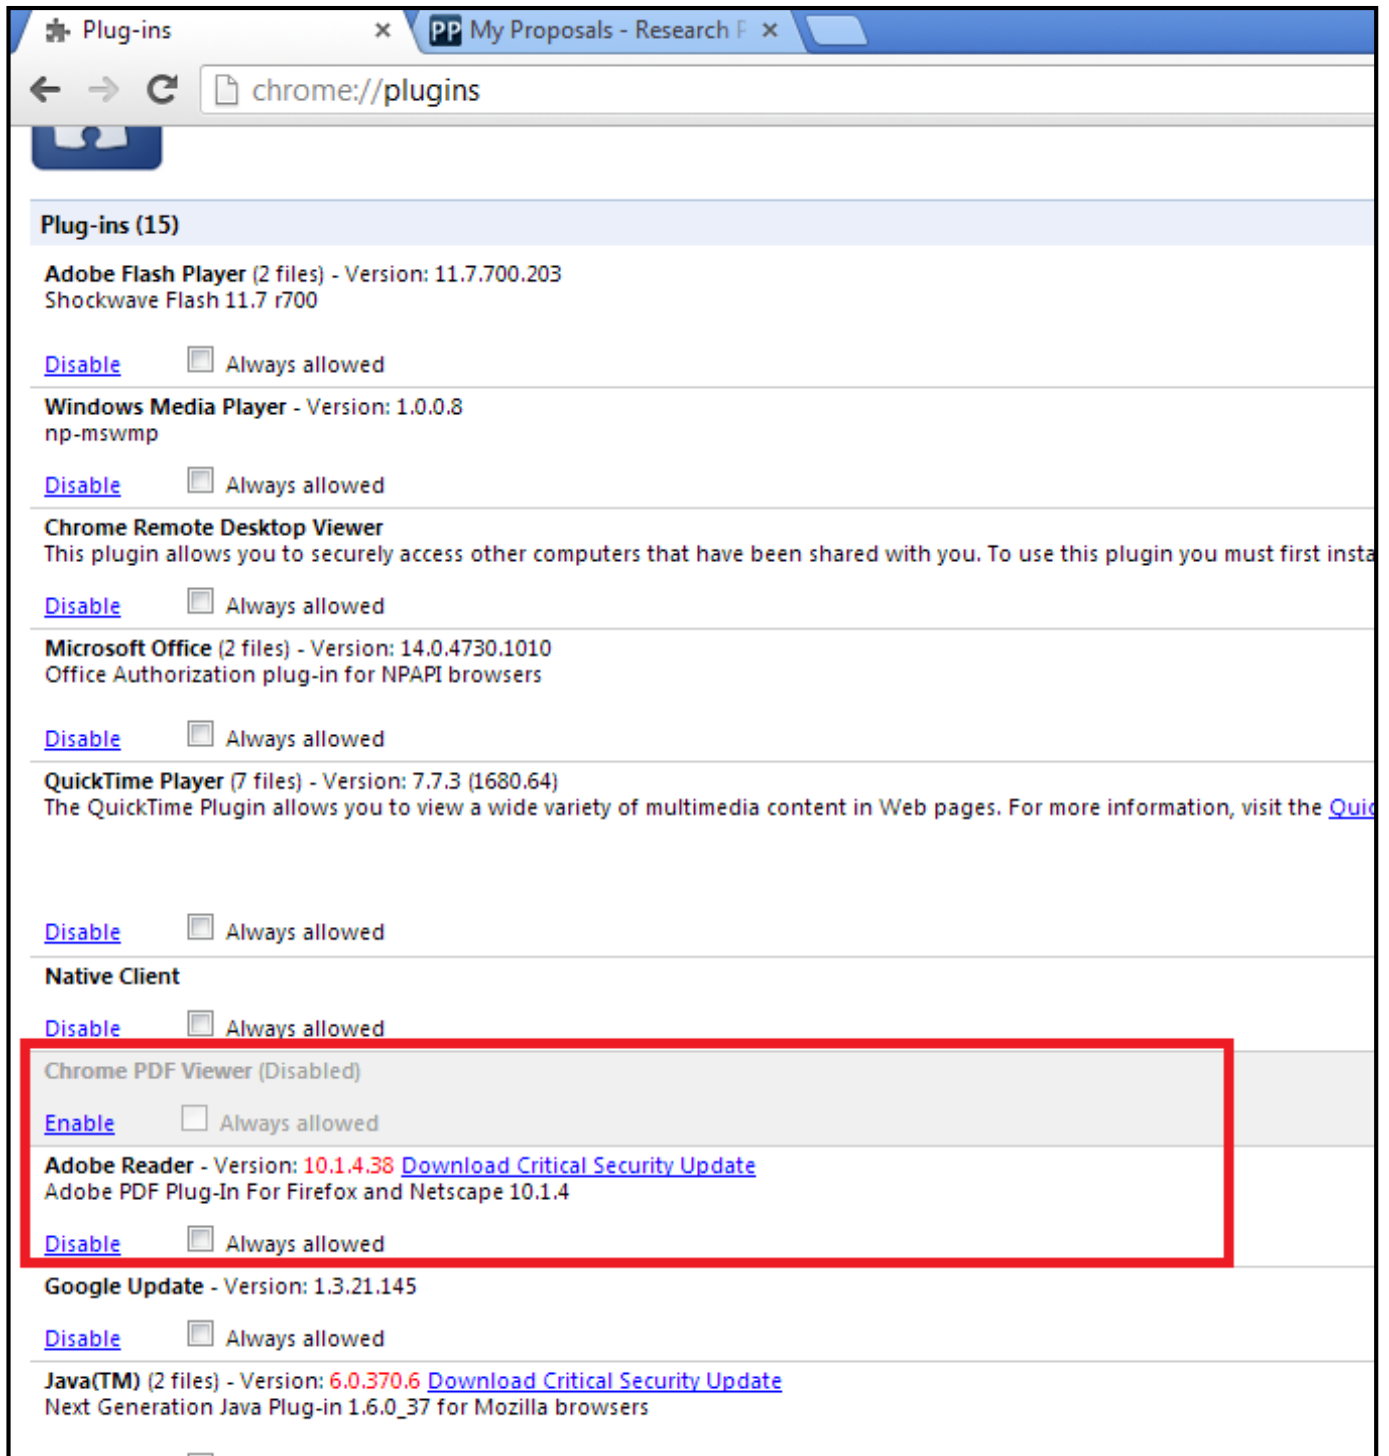 Plug-ins
PP My Proposals - Research P
chrome://plugins
Plug-ins (15)
Adobe Flash Player (2 files) - Version: 11.7.700.203
Shockwave Flash 11.7 r700
Disable Always allowed
Windows Media Player - Version: 1.0.0.8
np-mswmp
Disable Always allowed
Chrome Remote Desktop Viewer
This plugin allows you to securely access other computers that have been shared with you. To use this plugin you must first insta
Disable Always allowed
Microsoft Office (2 files) - Version: 14.0.4730.1010
Office Authorization plug-in for NPAPI browsers
Disable Always allowed
QuickTime Player (7 files) - Version: 7.7.3 (1680.64)
The QuickTime Plugin allows you to view a wide variety of multimedia content in Web pages. For more information, visit the Quic
Disable Always allowed
Native Client
Disable Always allowed
Chrome PDF Viewer (Disabled)
Enable Always allowed
Adobe Reader - Version: 10.1.4.38 Download Critical Security Update
Adobe PDF Plug-In For Firefox and Netscape 10.1.4
Disable Always allowed
Google Update - Version: 1.3.21.145
Disable Always allowed
Java(TM) (2 files) - Version: 6.0.370.6 Download Critical Security Update
Next Generation Java Plug-in 1.6.0_37 for Mozilla browsers